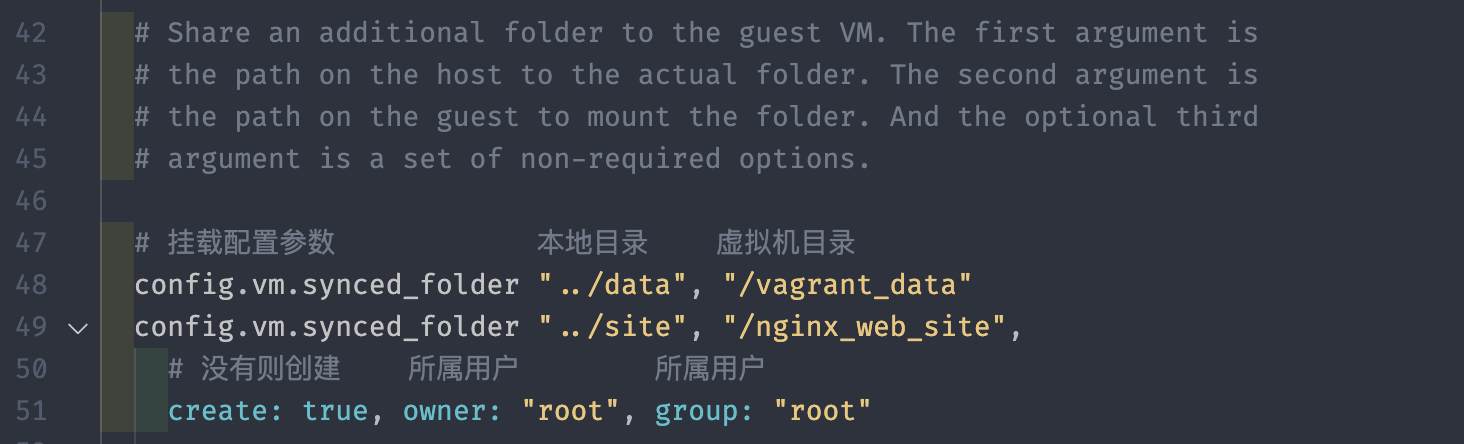 42 # Share an additional folder to the guest VM. The first argument is
43 # the path on the host to the actual folder. The second argument is
44 # the path on the guest to mount the folder. And the optional third
45 # argument is a set of non-required options.
46
47 # 挂载配置参数 本地目录 虚拟机目录
48 config.vm.synced_folder "../data", "/vagrant_data"
49 config.vm.synced_folder "../site", "/nginx_web_site",
50 # 没有则创建 所属用户 所属用户
51 create: true, owner: "root", group: "root"